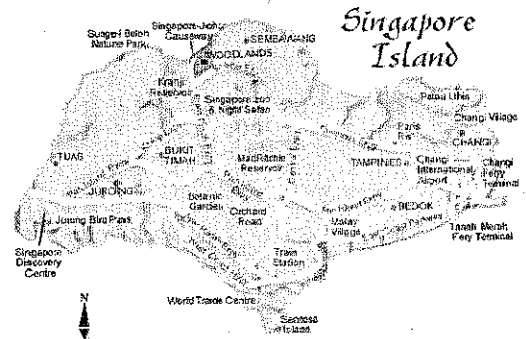 Singapore
Island
Singapore-Johor
Causeway
Sungei Buloh
Nature Park
SEMBAWANG
WOODLANDS
Kranji
Reservoir
Singapore Zoo
& Night Safari
Pulau Ubin
Changi Village
Pasir
Ris
CHANGI
TUAS
BUKIT
TIMAH
MacRitchie
Reservoir
TAMPINES
Changi
International
Airport
Changi
Ferry
Terminal
JURONG
Botanic
Gardens
Orchard
Road
BEDOK
Jurong Bird Park
Malay
Village
Tanah Merah
Ferry Terminal
Singapore
Discovery
Centre
Train
Station
World Trade Centre
N
Sentosa
Island